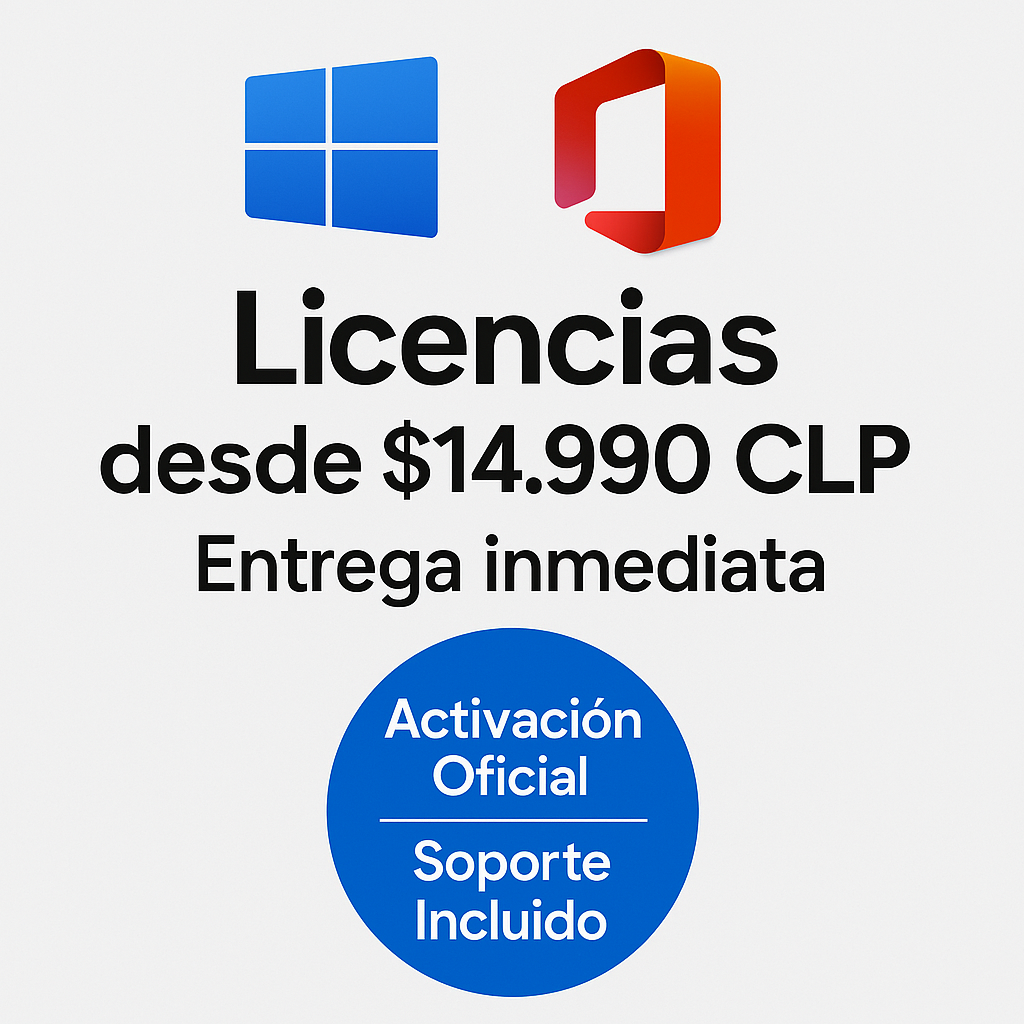 Licencias
desde $14.990 CLP
Entrega inmediata
Activación
Oficial
Soporte
Incluido